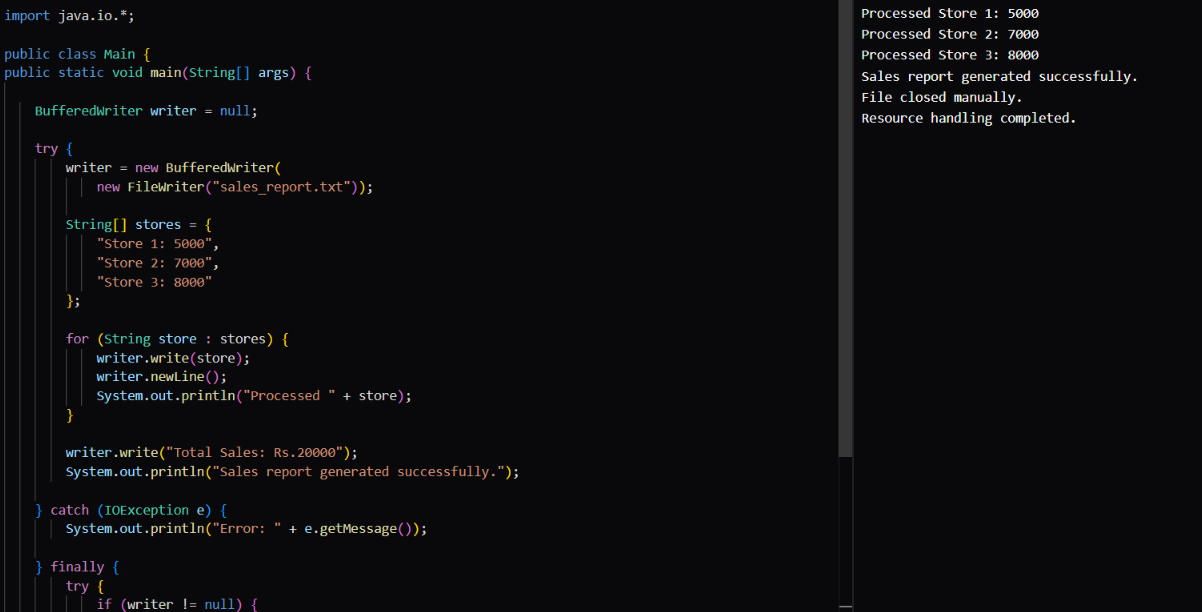 import java.io.*;
public class Main {
public static void main(String[] args) {
BufferedWriter writer = null;
try {
writer = new BufferedWriter(
new FileWriter("sales_report.txt"));
String[] stores = {
"Store 1: 5000",
"Store 2: 7000",
"Store 3: 8000"
};
for (String store : stores) {
writer.write(store);
writer.newLine();
System.out.println("Processed " + store);
}
writer.write("Total Sales: Rs.20000");
System.out.println("Sales report generated successfully.");
} catch (IOException e) {
System.out.println("Error: " + e.getMessage());
} finally {
try {
if (writer != null) {
Processed Store 1: 5000
Processed Store 2: 7000
Processed Store 3: 8000
Sales report generated successfully.
File closed manually.
Resource handling completed.